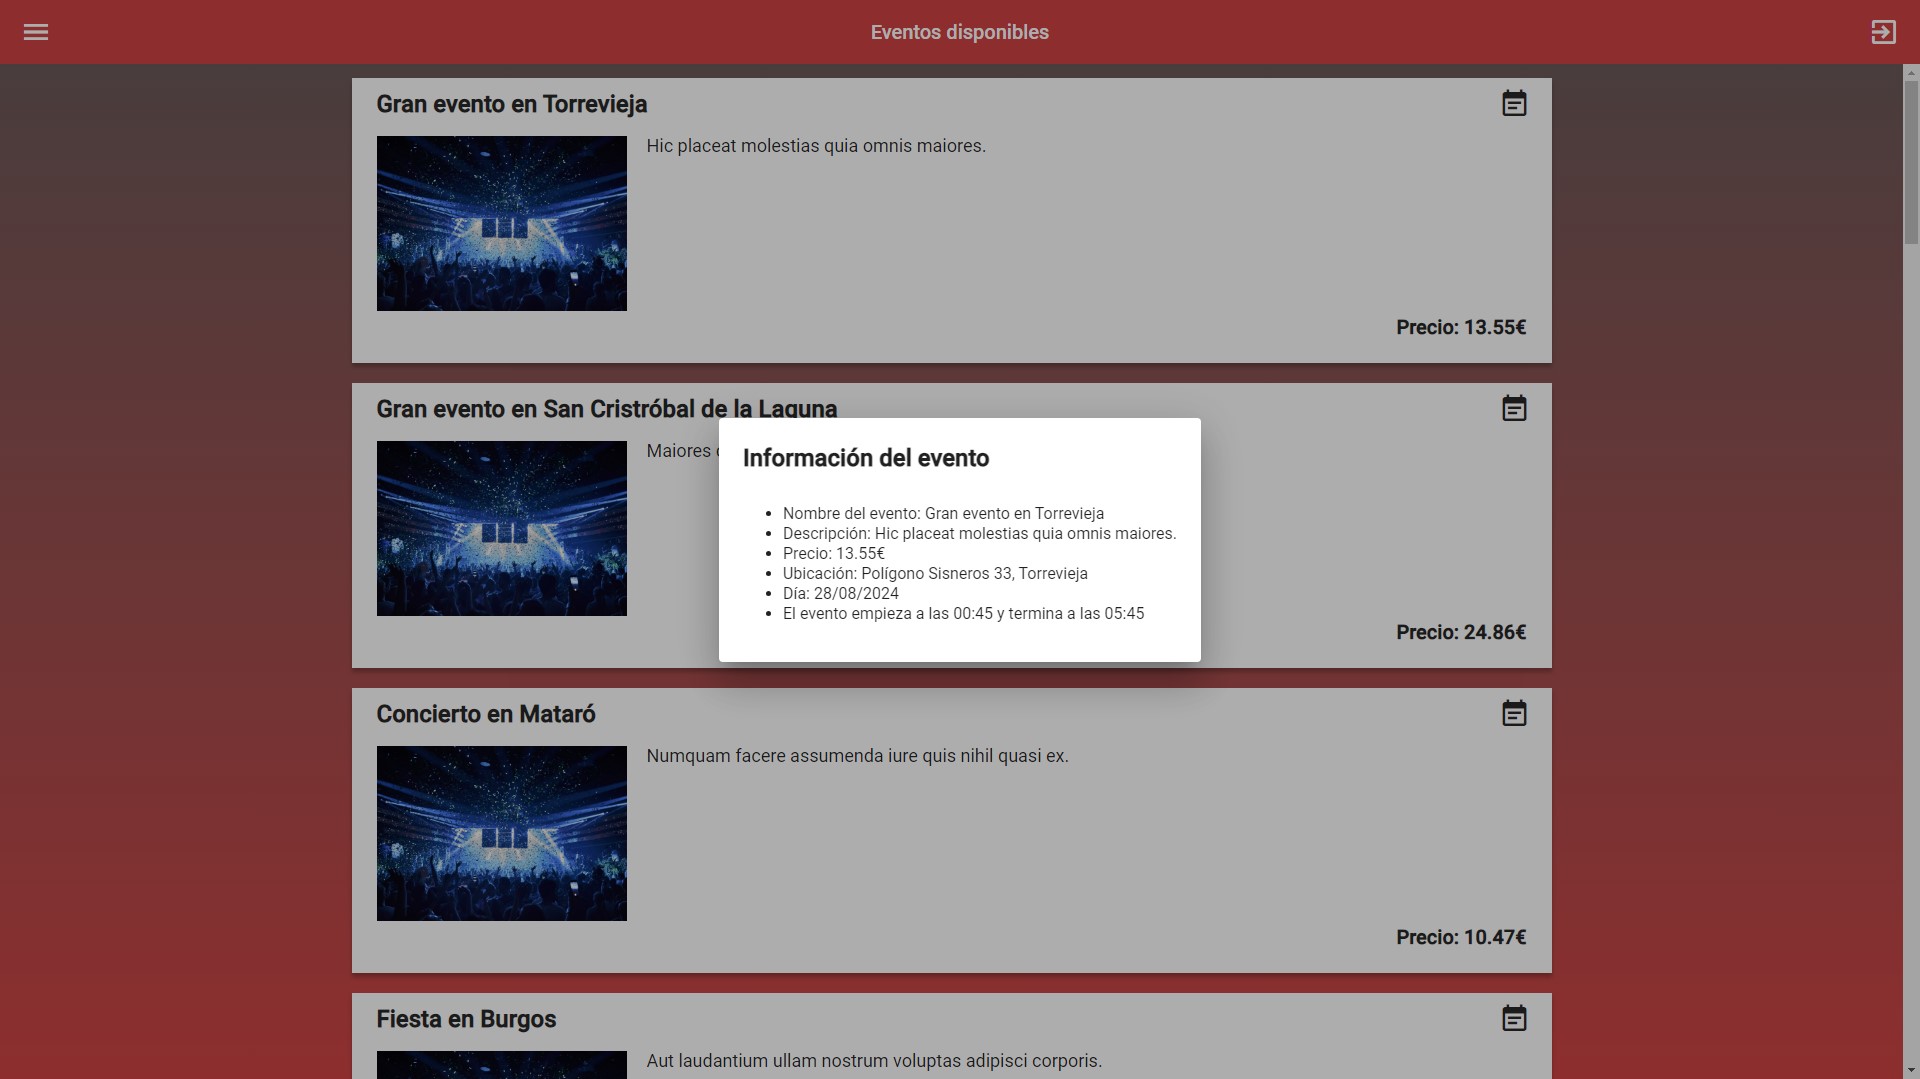 Eventos disponibles
Gran evento en Torrevieja
Hic placeat molestias quia omnis maiores.
Precio: 13.55€
Gran evento en San Cristróbal de la Laguna
Maiores
Información del evento
• Nombre del evento: Gran evento en Torrevieja
• Descripción: Hic placeat molestias quia omnis maiores.
• Precio: 13.55€
• Ubicación: Polígono Sisneros 33, Torrevieja
• Día: 28/08/2024
• El evento empieza a las 00:45 y termina a las 05:45
Precio: 24.86€
Concierto en Mataró
Numquam facere assumenda iure quis nihil quasi ex.
Precio: 10.47€
Fiesta en Burgos
Aut laudantium ullam nostrum voluptas adipisci corporis.